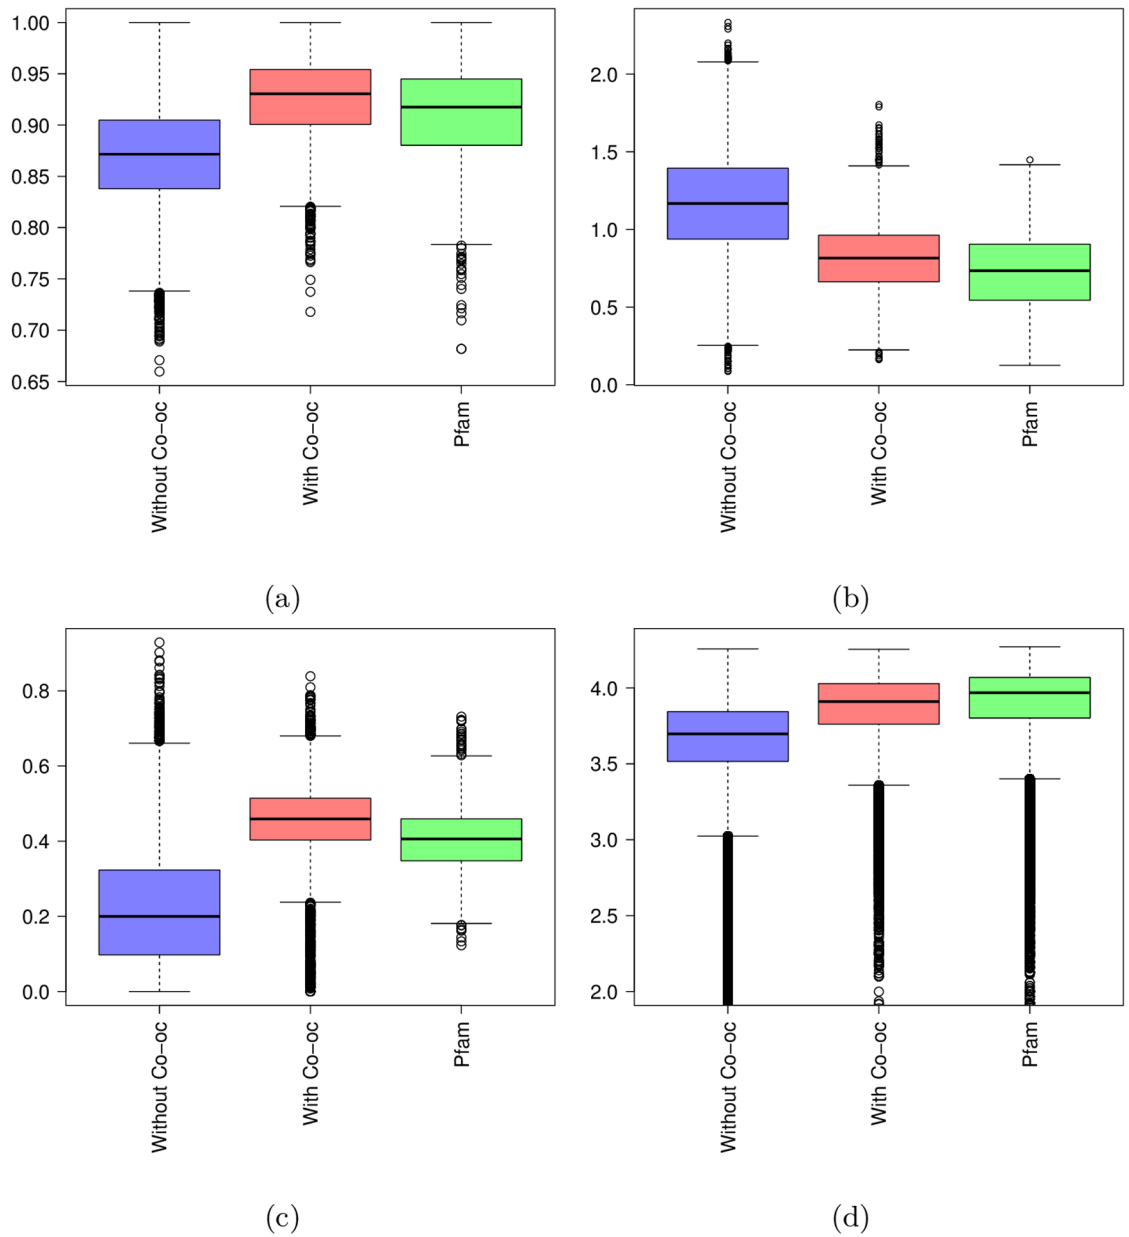 1.00
0.95
0.90
0.85
0.80
0.75
0.70
0.65
Without Co−oc
With Co−oc
Pfam
(a)
2.0
1.5
1.0
0.5
0.0
Without Co−oc
With Co−oc
Pfam
(b)
0.8
0.6
0.4
0.2
0.0
Without Co−oc
With Co−oc
Pfam
(c)
4.0
3.5
3.0
2.5
2.0
Without Co−oc
With Co−oc
Pfam
(d)